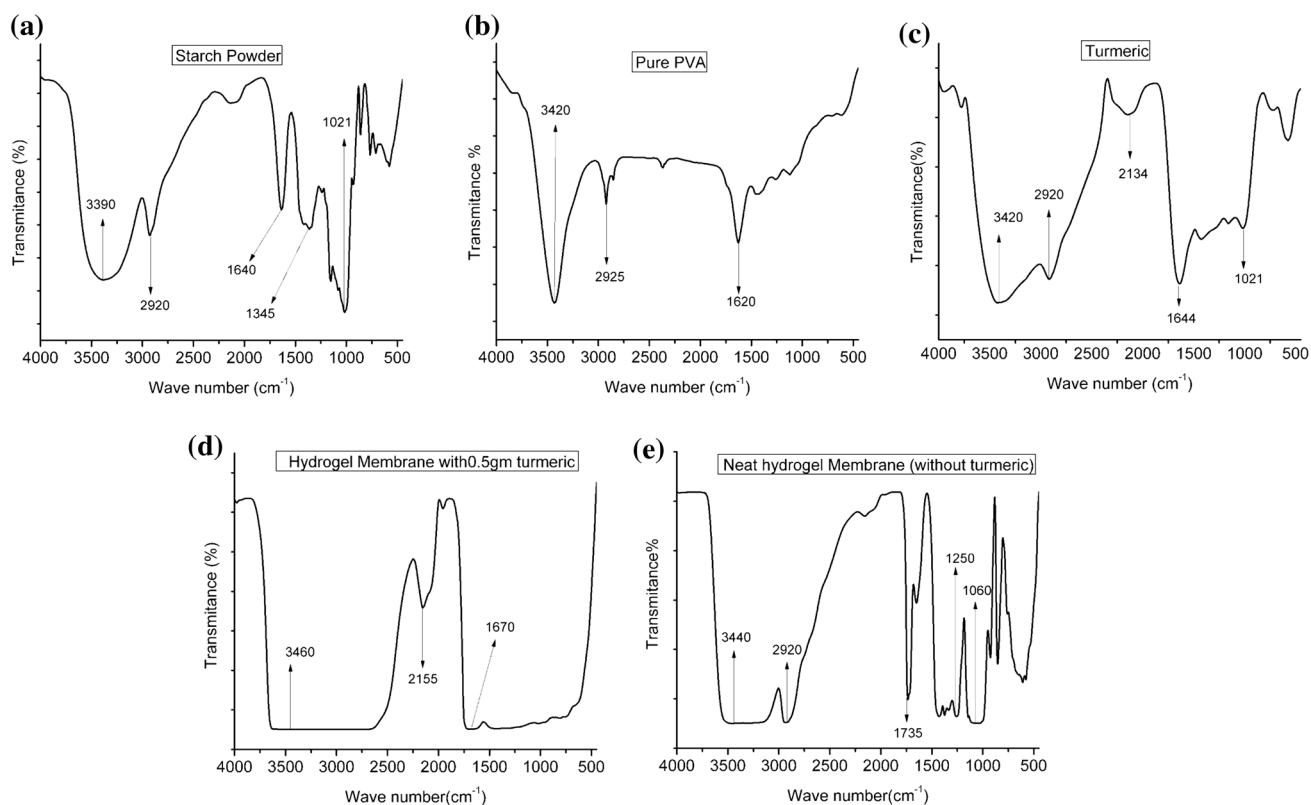 (a)
Starch Powder
Transmitance (%)
3390
2920
1640
1345
1021
4000 3500 3000 2500 2000 1500 1000 500
Wave number (cm-1)
(b)
Pure PVA
Transmitance %
3420
2925
1620
4000 3500 3000 2500 2000 1500 1000 500
Wave number (cm-1)
(c)
Turmeric
Transmitance(%)
3420
2920
2134
1644
1021
4000 3500 3000 2500 2000 1500 1000 500
Wave number (cm-1)
(d)
Hydrogel Membrane with0.5gm turmeric
Transmitance (%)
3460
2155
1670
4000 3500 3000 2500 2000 1500 1000 500
Wave number(cm-1)
(e)
Neat hydrogel Membrane (without turmeric)
Transmitance%
3440
2920
1735
1250
1060
4000 3500 3000 2500 2000 1500 1000 500
Wave number(cm-1)